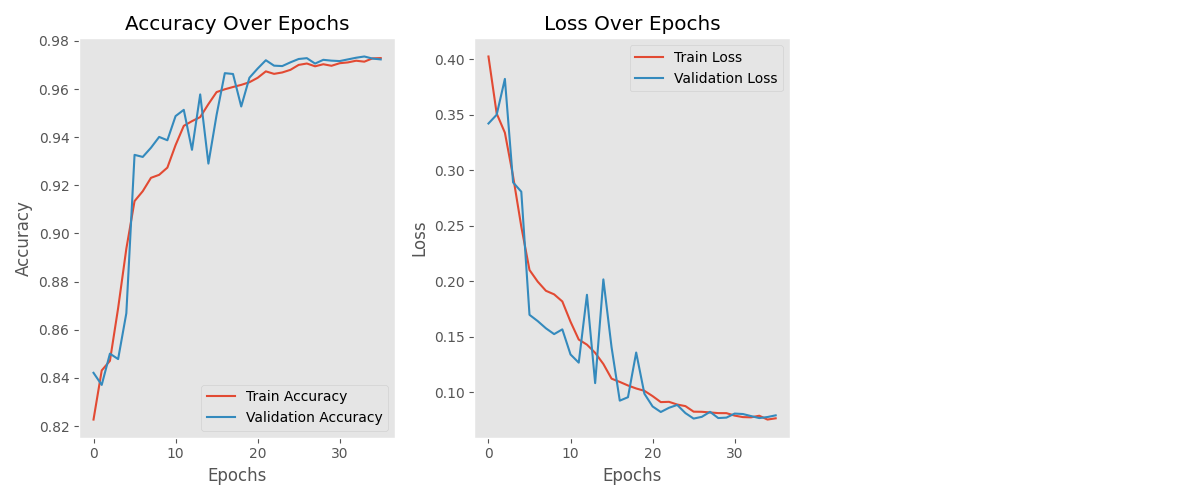 Accuracy Over Epochs
0.98
0.96
0.94
0.92
0.90
0.88
0.86
0.84
0.82
Accuracy
0 10 20 30
Epochs
Train Accuracy
Validation Accuracy
Loss Over Epochs
0.40
0.35
0.30
0.25
0.20
0.15
0.10
Loss
0 10 20 30
Epochs
Train Loss
Validation Loss